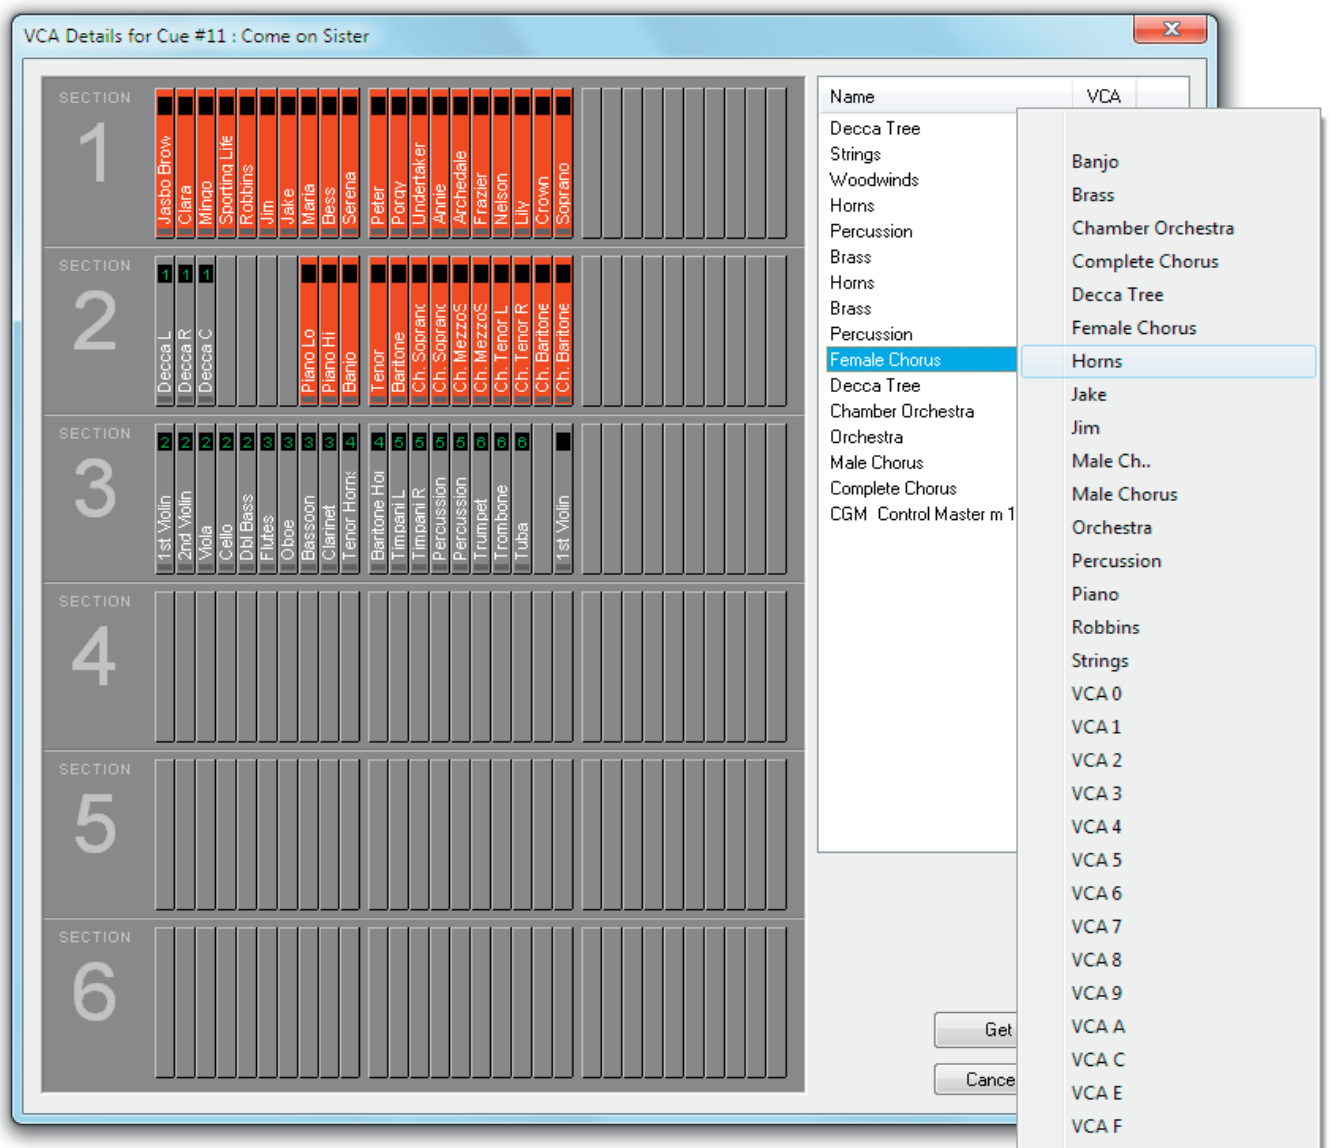 VCA Details for Cue #11 : Come on Sister
x
SECTION
1
Jasbo Brow
Clara
Mingo
Sporting Life
Robbins
Jim
Jake
Maria
Bess
Serena
Peter
Porgy
Undertaker
Annie
Archedale
Frazier
Nelson
Lily
Crown
Soprano
SECTION
2
1 1 1
Decca L
Decca R
Decca C
Piano Lo
Piano Hi
Banjo
Tenor
Baritone
Ch. Sopranc
Ch. Sopranc
Ch. MezzoS
Ch. MezzoS
Ch. Tenor L
Ch. Tenor R
Ch. Baritone
Ch. Baritone
SECTION
3
2 2 2 2 2 3 3 3 3 4 4 5 5 5 5 6 6 6
1st Violin
2nd Violin
Viola
Cello
Dbl Bass
Flutes
Oboe
Bassoon
Clarinet
Tenor Horns
Baritone Hor
Timpani L
Timpani R
Percussion
Percussion
Trumpet
Trombone
Tuba
1st Violin
SECTION
4
SECTION
5
SECTION
6
Name VCA
Decca Tree
Strings
Woodwinds
Horns
Percussion
Brass
Horns
Brass
Percussion
Female Chorus
Decca Tree
Chamber Orchestra
Orchestra
Male Chorus
Complete Chorus
CGM Control Master m 1
Get
Cance
Banjo
Brass
Chamber Orchestra
Complete Chorus
Decca Tree
Female Chorus
Horns
Jake
Jim
Male Ch..
Male Chorus
Orchestra
Percussion
Piano
Robbins
Strings
VCA 0
VCA 1
VCA 2
VCA 3
VCA 4
VCA 5
VCA 6
VCA 7
VCA 8
VCA 9
VCA A
VCA C
VCA E
VCA F